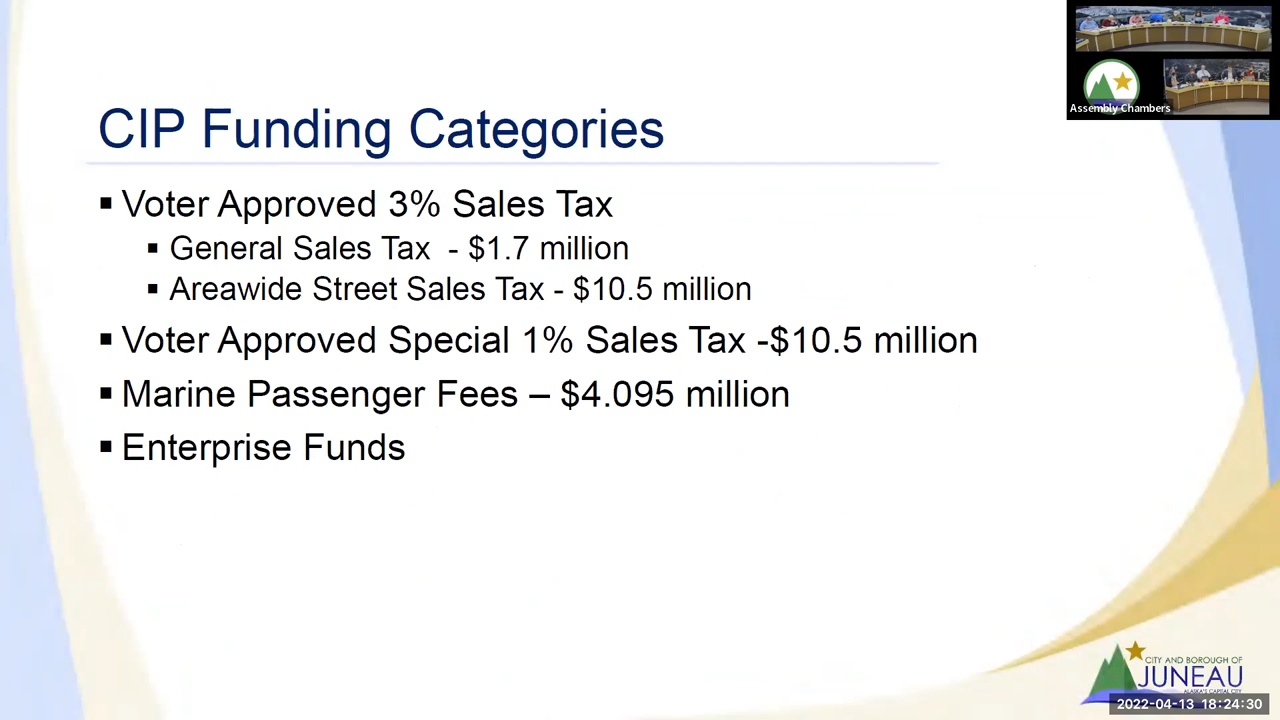 Assembly Chambers
CIP Funding Categories
▪ Voter Approved 3% Sales Tax
▪ General Sales Tax - $1.7 million
▪ Areawide Street Sales Tax - $10.5 million
▪ Voter Approved Special 1% Sales Tax -$10.5 million
▪ Marine Passenger Fees – $4.095 million
▪ Enterprise Funds
CITY AND BOROUGH OF
JUNEAU
ALASKA'S CAPITAL CITY
2022-04-13 18:24:30